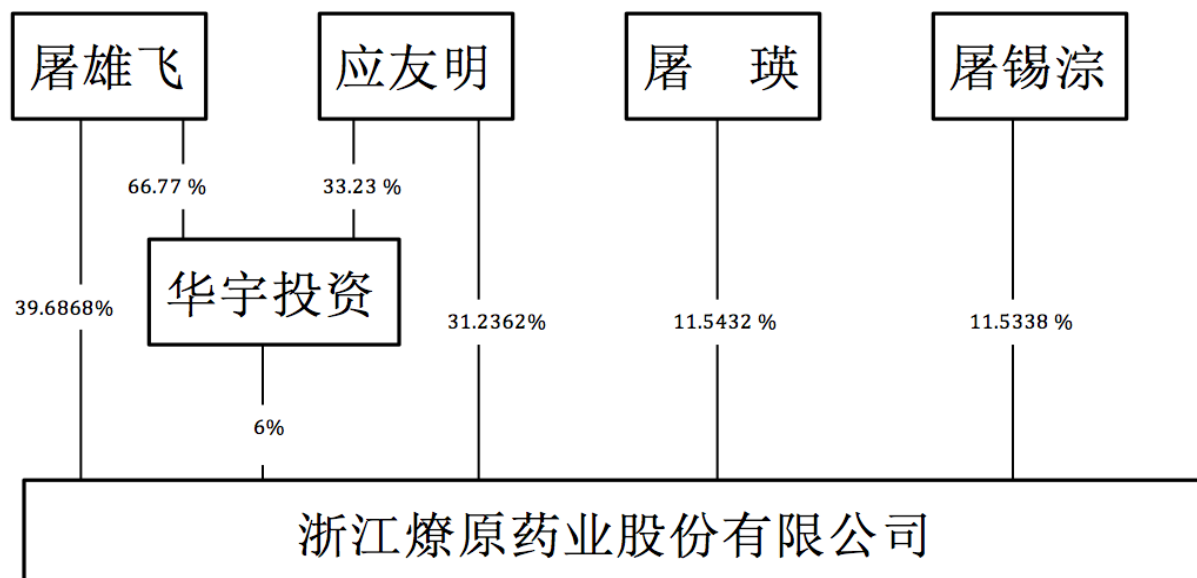 屠雄飞
应友明
屠 瑛
屠锡淙
66.77 %
33.23 %
华宇投资
39.6868%
31.2362%
11.5432 %
11.5338 %
6%
浙江燎原药业股份有限公司